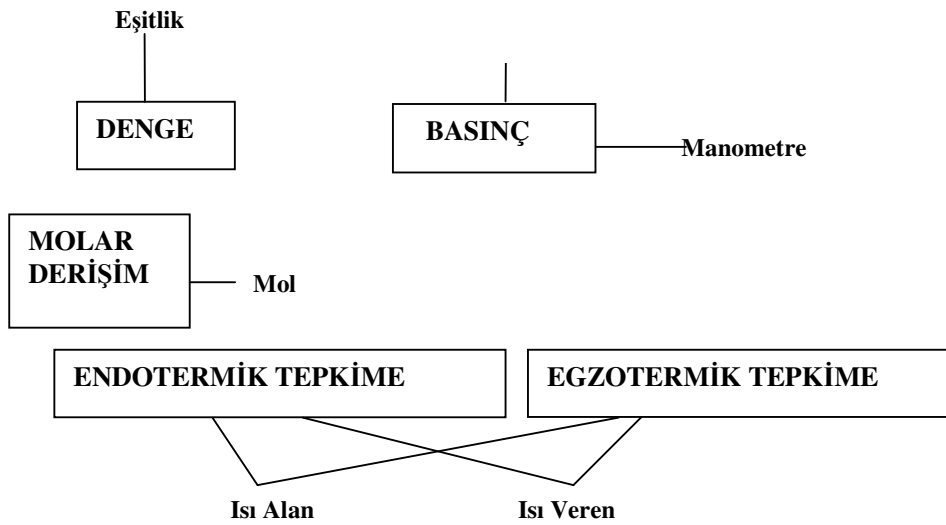 Eşitlik
DENGE
BASINÇ
Manometre
MOLAR
DERİŞİM
Mol
ENDOTERMİK TEPKİME
EGZOTERMİK TEPKİME
Isı Alan
Isı Veren